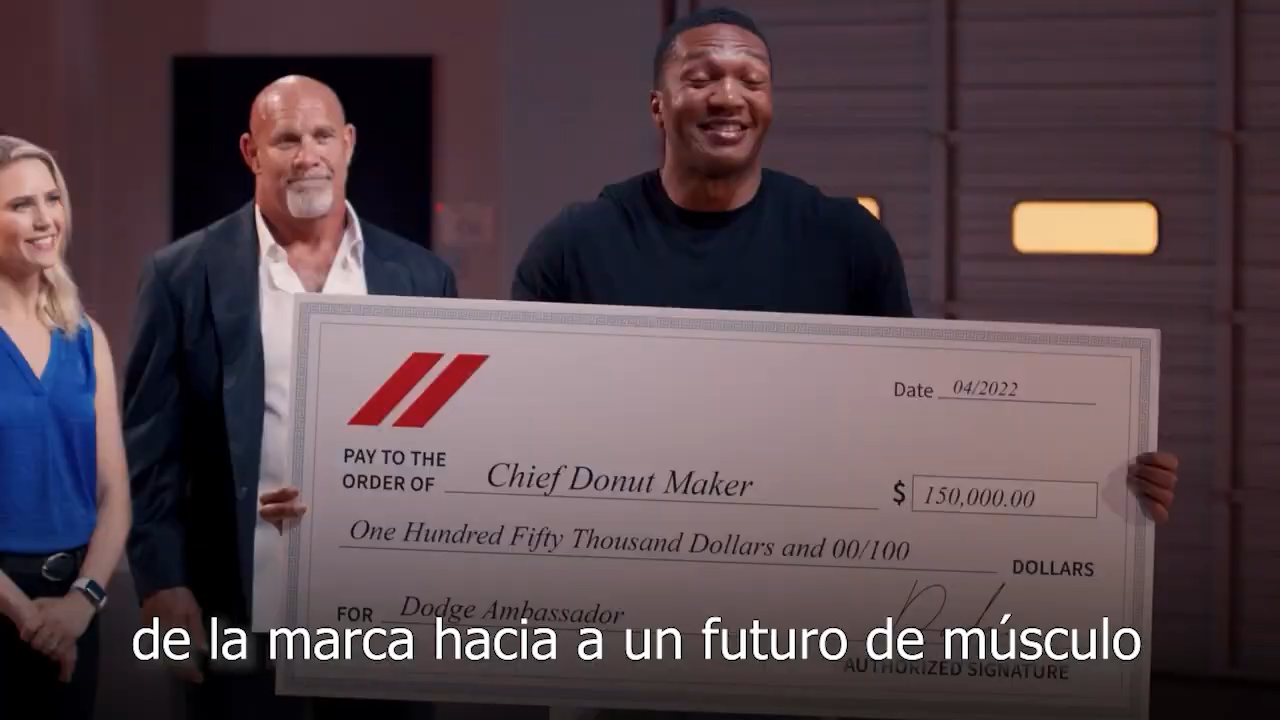 Date 04/2022
PAY TO THE
ORDER OF Chief Donut Maker $ 150,000.00
One Hundred Fifty Thousand Dollars and 00/100
DOLLARS
FOR Dodge Ambassador
de la marca hacia a un futuro de músculo
AUTHORIZED SIGNATURE